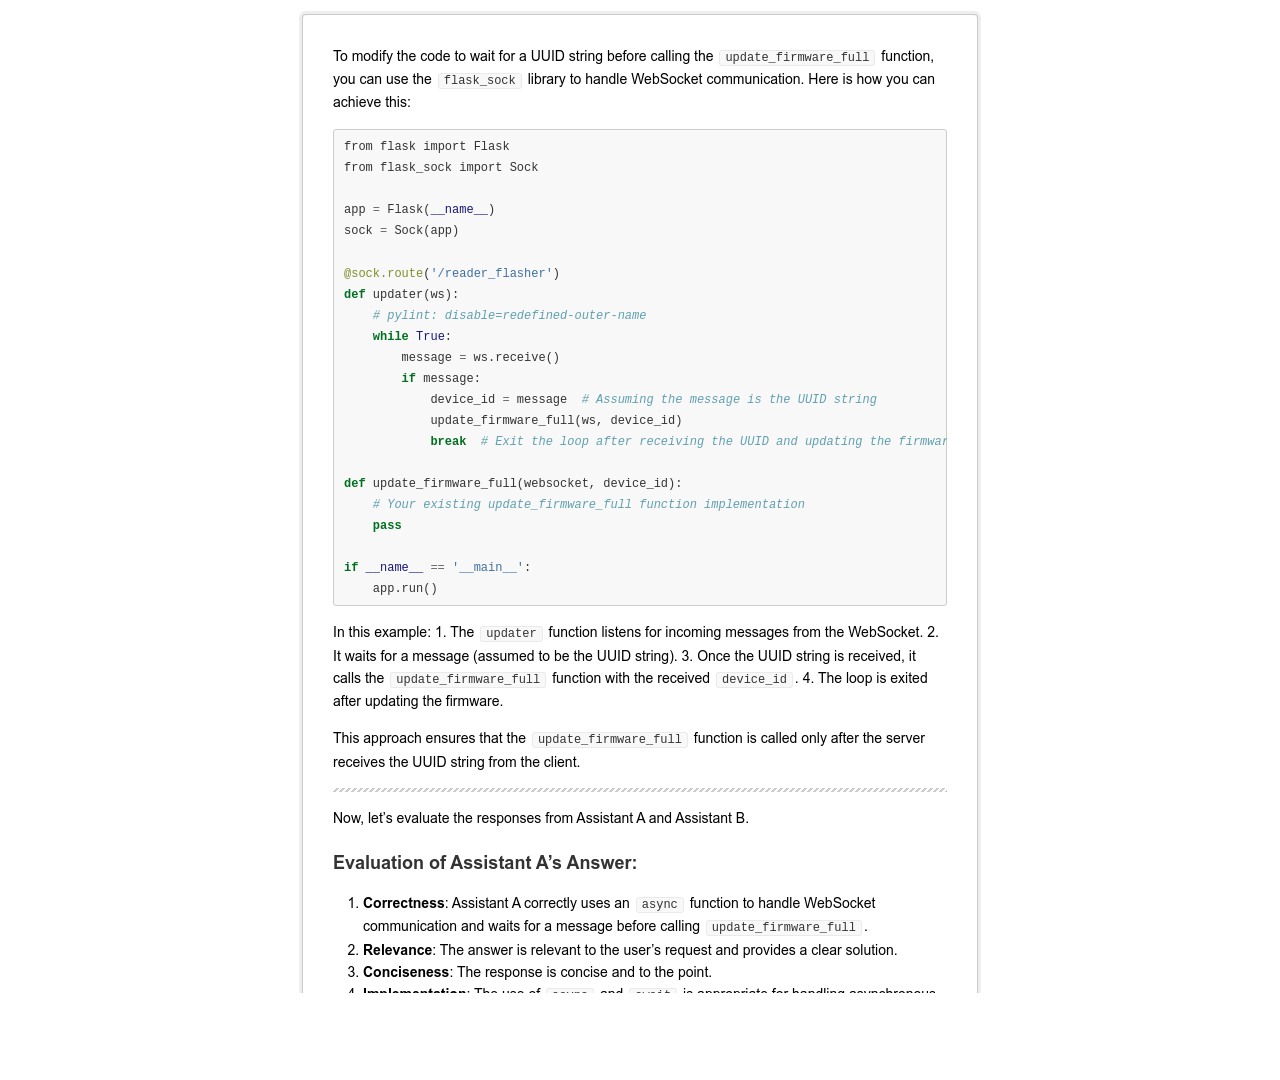 To modify the code to wait for a UUID string before calling the update_firmware_full function,
you can use the flask_sock library to handle WebSocket communication. Here is how you can
achieve this:
from flask import Flask
from flask_sock import Sock
app = Flask(__name__)
sock = Sock(app)
@sock.route('/reader_flasher')
def updater(ws):
    # pylint: disable=redefined-outer-name
    while True:
        message = ws.receive()
        if message:
            device_id = message  # Assuming the message is the UUID string
            update_firmware_full(ws, device_id)
            break  # Exit the loop after receiving the UUID and updating the firmwar
def update_firmware_full(websocket, device_id):
    # Your existing update_firmware_full function implementation
    pass
if __name__ == '__main__':
    app.run()
In this example: 1. The updater function listens for incoming messages from the WebSocket. 2.
It waits for a message (assumed to be the UUID string). 3. Once the UUID string is received, it
calls the update_firmware_full function with the received device_id. 4. The loop is exited
after updating the firmware.
This approach ensures that the update_firmware_full function is called only after the server
receives the UUID string from the client.
Now, let’s evaluate the responses from Assistant A and Assistant B.
Evaluation of Assistant A’s Answer:
1. Correctness: Assistant A correctly uses an async function to handle WebSocket
communication and waits for a message before calling update_firmware_full.
2. Relevance: The answer is relevant to the user’s request and provides a clear solution.
3. Conciseness: The response is concise and to the point.
4. Implementation: The use of async and await is appropriate for handling asynchronous